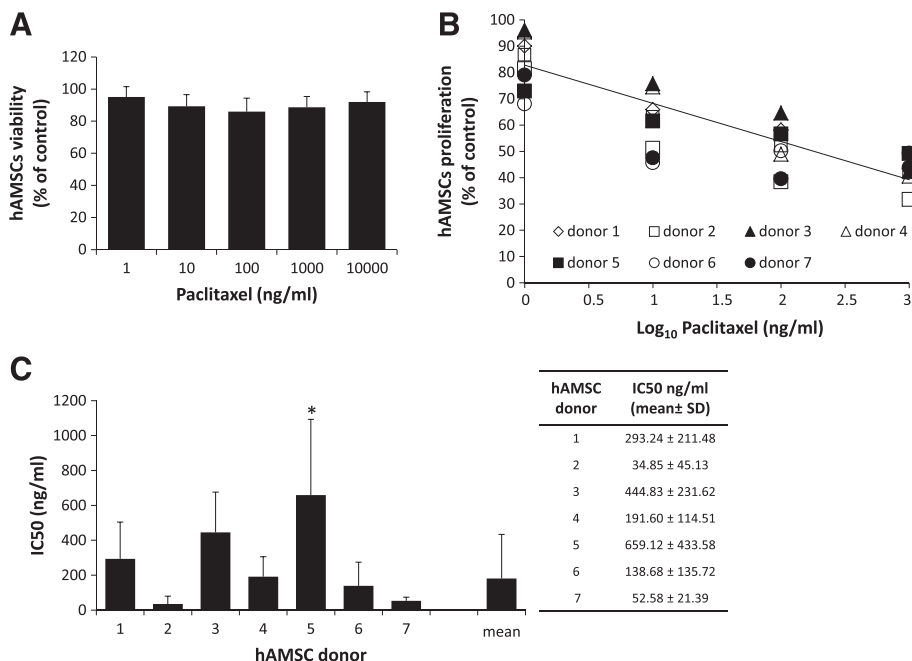 A
hAMSCs viability
(% of control)
120
100
80
60
40
20
0
1 10 100 1000 10000
Paclitaxel (ng/ml)
B
hAMSCs proliferation
(% of control)
100
90
80
70
60
50
40
30
20
10
0
donor 1 donor 2 donor 3 donor 4
donor 5 donor 6 donor 7
0 0.5 1 1.5 2 2.5 3
Log10 Paclitaxel (ng/ml)
C
IC50 (ng/ml)
1200
1000
800
600
400
200
0
*
1 2 3 4 5 6 7 mean
hAMSC donor
hAMSC donor IC50 ng/ml (mean± SD)
1 293.24 ± 211.48
2 34.85 ± 45.13
3 444.83 ± 231.62
4 191.60 ± 114.51
5 659.12 ± 433.58
6 138.68 ± 135.72
7 52.58 ± 21.39